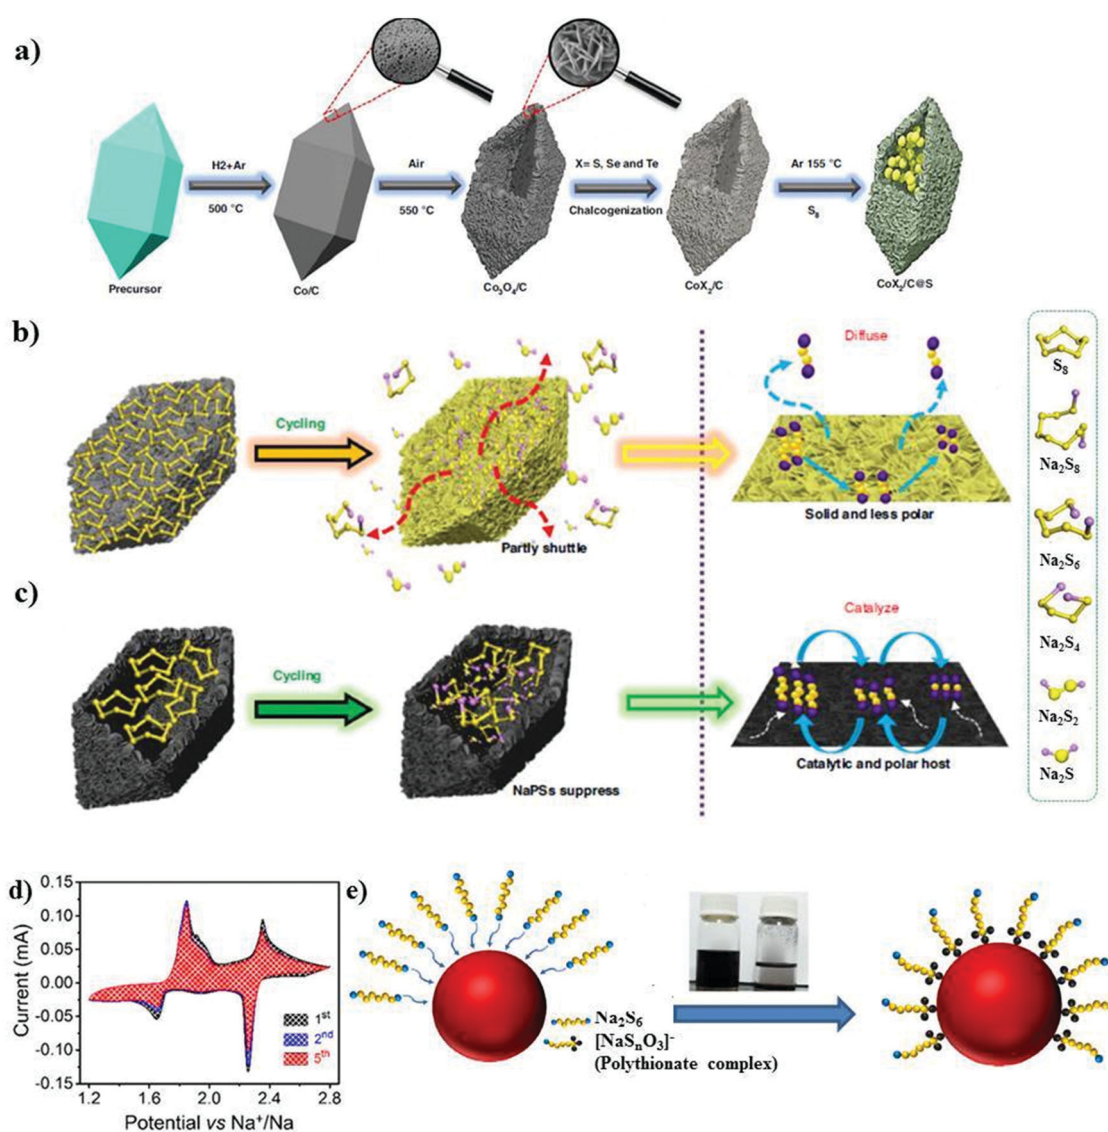 a)
H2+Ar
500 °C
Air
550 °C
X= S, Se and Te
Chalcogenization
Ar 155 °C
S₈
Precursor
Co/C
Co₃O₄/C
CoX₂/C
CoX₂/C@S
b)
Cycling
Partly shuttle
Diffuse
Solid and less polar
S₈
Na₂S₈
Na₂S₆
Na₂S₄
Na₂S₂
Na₂S
c)
Cycling
NaPSs suppress
Catalyze
Catalytic and polar host
d)
0.15
0.10
0.05
0.00
-0.05
-0.10
-0.15
Current (mA)
1st
2nd
5th
1.2 1.6 2.0 2.4 2.8
Potential vs Na⁺/Na
e)
Na₂S₆
[NaSₙO₃]⁻
(Polythionate complex)